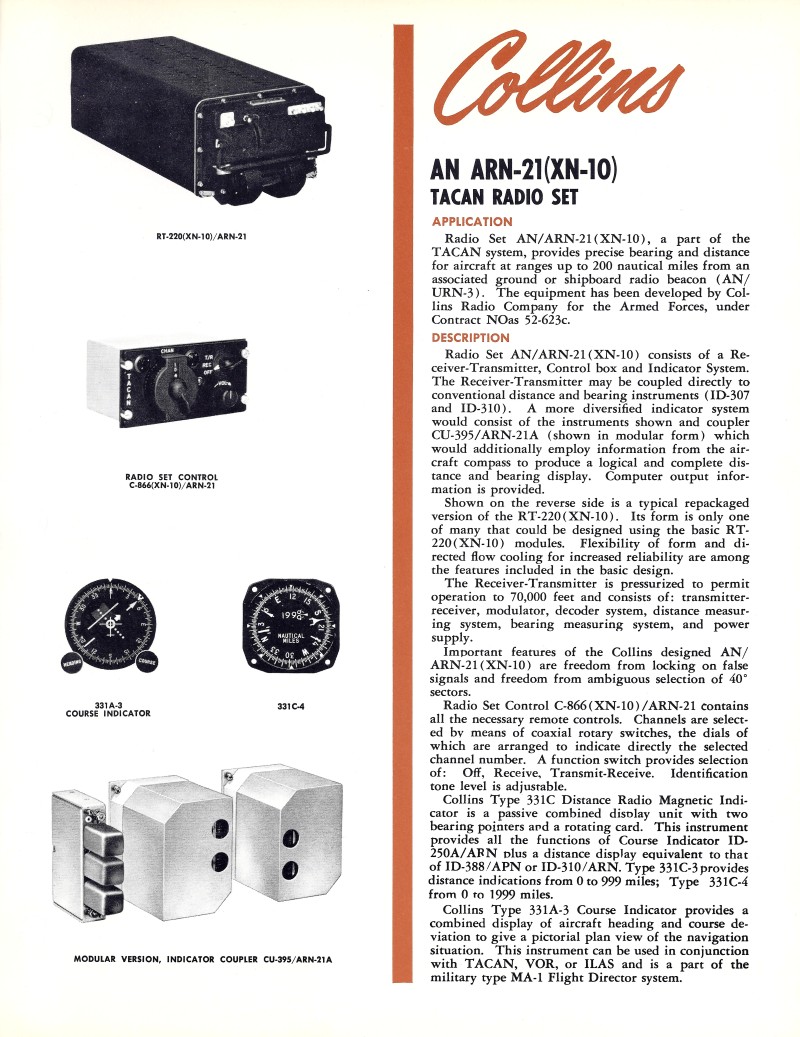 RT-220(XN-10)/ARN-21
CHAN
T/R
REC
OFF
VOL
TACAN
RADIO SET CONTROL
C-866(XN-10)/ARN-21
HEADING
COURSE
331A-3
COURSE INDICATOR
NAUTICAL
MILES
331C-4
MODULAR VERSION, INDICATOR COUPLER CU-395/ARN-21A
Collins
AN ARN-21(XN-10)
TACAN RADIO SET
APPLICATION
Radio Set AN/ARN-21(XN-10), a part of the
TACAN system, provides precise bearing and distance
for aircraft at ranges up to 200 nautical miles from an
associated ground or shipboard radio beacon (AN/
URN-3). The equipment has been developed by Col-
lins Radio Company for the Armed Forces, under
Contract NOas 52-623c.
DESCRIPTION
Radio Set AN/ARN-21(XN-10) consists of a Re-
ceiver-Transmitter, Control box and Indicator System.
The Receiver-Transmitter may be coupled directly to
conventional distance and bearing instruments (ID-307
and ID-310). A more diversified indicator system
would consist of the instruments shown and coupler
CU-395/ARN-21A (shown in modular form) which
would additionally employ information from the air-
craft compass to produce a logical and complete dis-
tance and bearing display. Computer output infor-
mation is provided.
Shown on the reverse side is a typical repackaged
version of the RT-220(XN-10). Its form is only one
of many that could be designed using the basic RT-
220(XN-10) modules. Flexibility of form and di-
rected flow cooling for increased reliability are among
the features included in the basic design.
The Receiver-Transmitter is pressurized to permit
operation to 70,000 feet and consists of: transmitter-
receiver, modulator, decoder system, distance measur-
ing system, bearing measuring system, and power
supply.
Important features of the Collins designed AN/
ARN-21(XN-10) are freedom from locking on false
signals and freedom from ambiguous selection of 40°
sectors.
Radio Set Control C-866(XN-10)/ARN-21 contains
all the necessary remote controls. Channels are select-
ed by means of coaxial rotary switches, the dials of
which are arranged to indicate directly the selected
channel number. A function switch provides selection
of: Off, Receive, Transmit-Receive. Identification
tone level is adjustable.
Collins Type 331C Distance Radio Magnetic Indi-
cator is a passive combined display unit with two
bearing pointers and a rotating card. This instrument
provides all the functions of Course Indicator ID-
250A/ARN plus a distance display equivalent to that
of ID-388/APN or ID-310/ARN. Type 331C-3 provides
distance indications from 0 to 999 miles; Type 331C-4
from 0 to 1999 miles.
Collins Type 331A-3 Course Indicator provides a
combined display of aircraft heading and course de-
viation to give a pictorial plan view of the navigation
situation. This instrument can be used in conjunction
with TACAN, VOR, or ILAS and is a part of the
military type MA-1 Flight Director system.